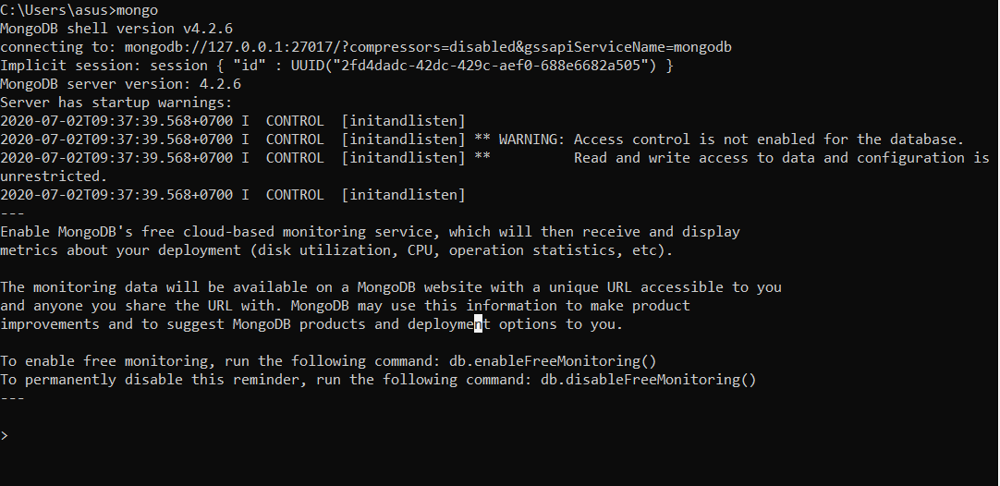 C:\Users\asus>mongo
MongoDB shell version v4.2.6
connecting to: mongodb://127.0.0.1:27017/?compressors=disabled&gssapiServiceName=mongodb
Implicit session: session { "id" : UUID("2fd4dadc-42dc-429c-aef0-688e6682a505") }
MongoDB server version: 4.2.6
Server has startup warnings:
2020-07-02T09:37:39.568+0700 I  CONTROL  [initandlisten]
2020-07-02T09:37:39.568+0700 I  CONTROL  [initandlisten] ** WARNING: Access control is not enabled for the database.
2020-07-02T09:37:39.568+0700 I  CONTROL  [initandlisten] **          Read and write access to data and configuration is
unrestricted.
2020-07-02T09:37:39.568+0700 I  CONTROL  [initandlisten]
---
Enable MongoDB's free cloud-based monitoring service, which will then receive and display
metrics about your deployment (disk utilization, CPU, operation statistics, etc).
The monitoring data will be available on a MongoDB website with a unique URL accessible to you
and anyone you share the URL with. MongoDB may use this information to make product
improvements and to suggest MongoDB products and deployment options to you.
To enable free monitoring, run the following command: db.enableFreeMonitoring()
To permanently disable this reminder, run the following command: db.disableFreeMonitoring()
---
>